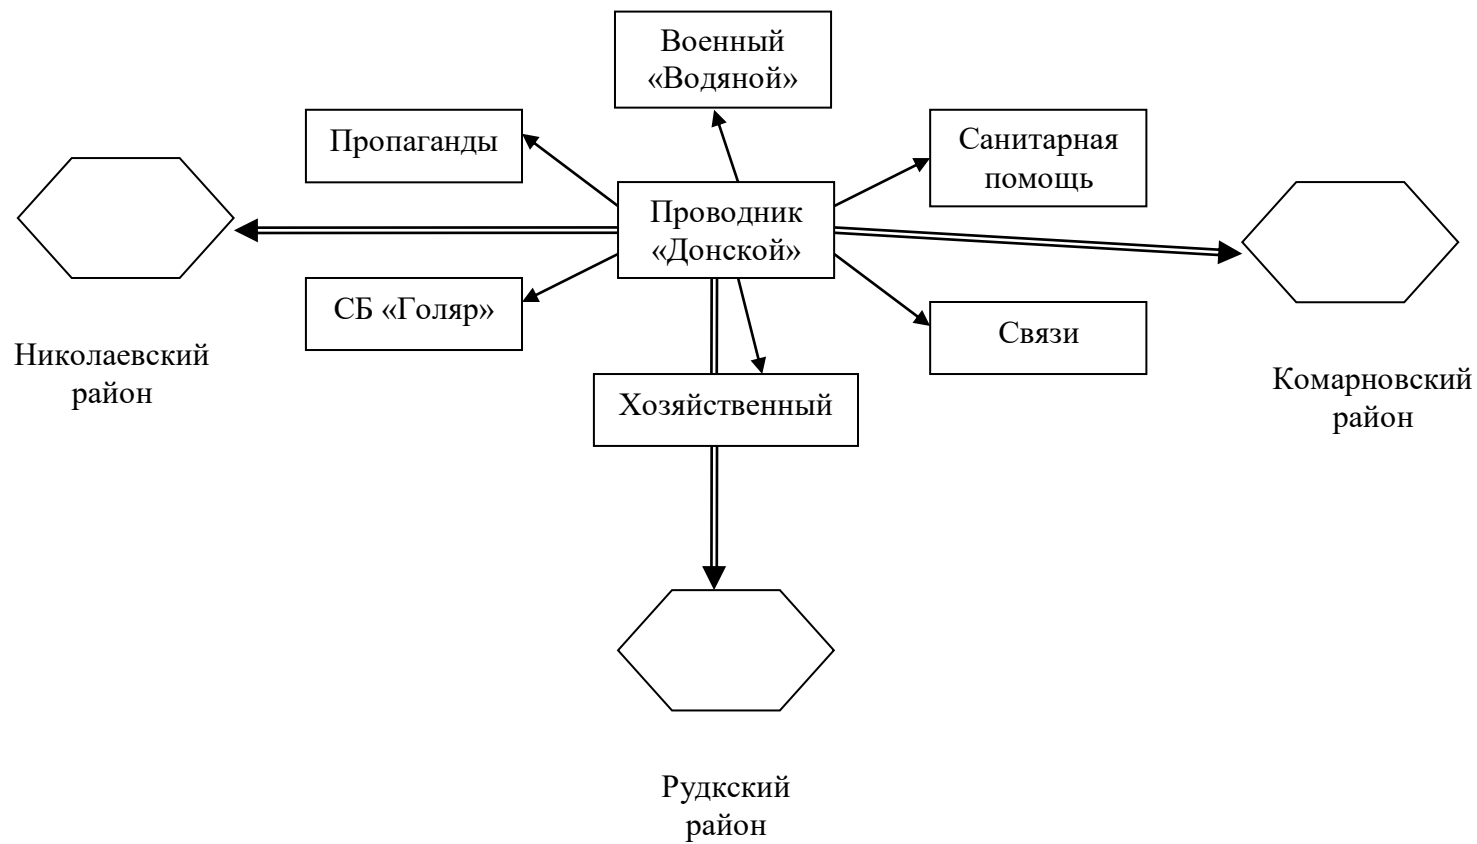 Военный
«Водяной»
Пропаганды
Санитарная
помощь
Проводник
«Донской»
СБ «Голяр»
Связи
Николаевский
район
Хозяйственный
Комарновский
район
Рудкский
район